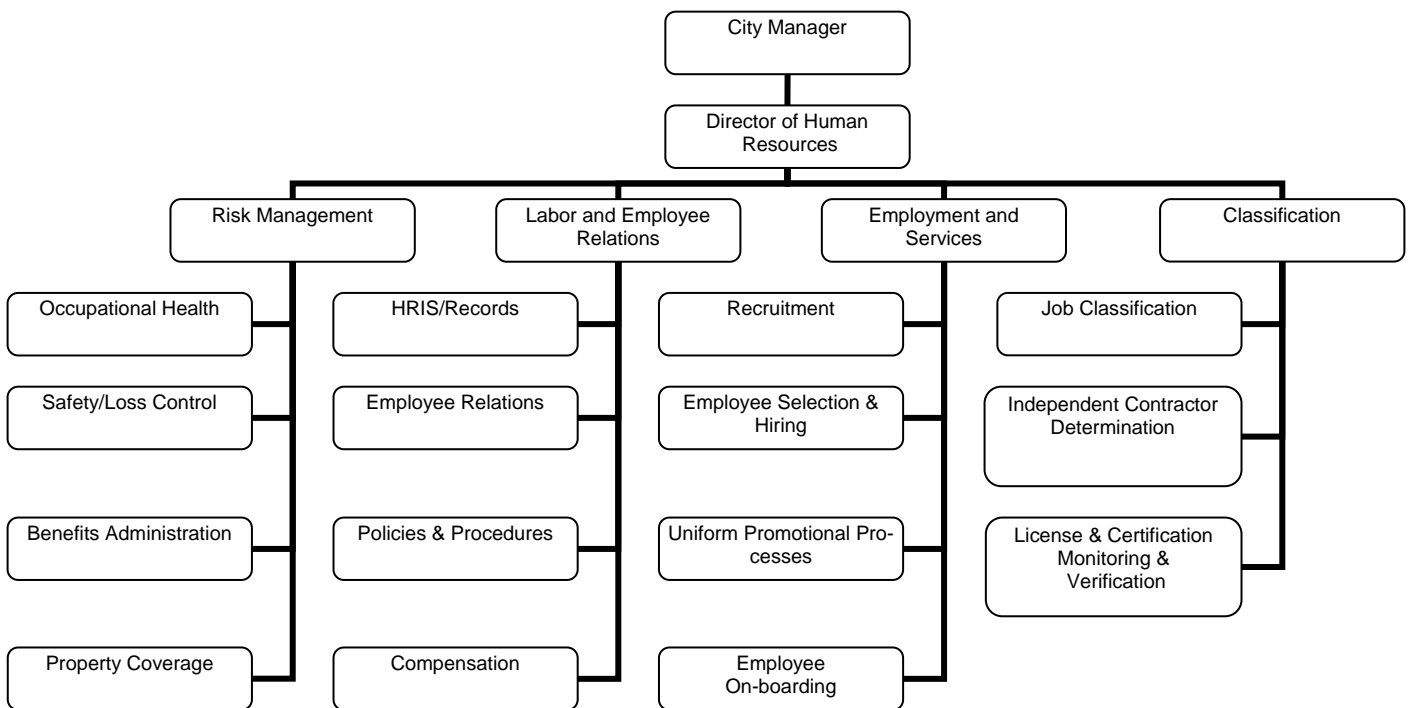 City Manager
Director of Human
Resources
Risk Management
Labor and Employee
Relations
Employment and
Services
Classification
Occupational Health
HRIS/Records
Recruitment
Job Classification
Safety/Loss Control
Employee Relations
Employee Selection &
Hiring
Independent Contractor
Determination
Benefits Administration
Policies & Procedures
Uniform Promotional Pro-
cesses
License & Certification
Monitoring &
Verification
Property Coverage
Compensation
Employee
On-boarding